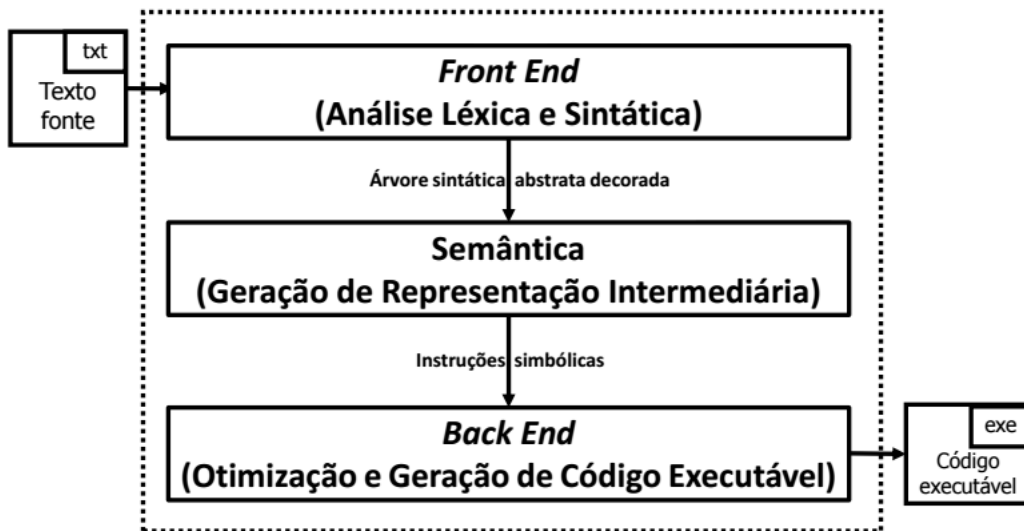 txt
Texto
fonte
Front End
(Análise Léxica e Sintática)
Árvore sintática abstrata decorada
Semântica
(Geração de Representação Intermediária)
Instruções simbólicas
Back End
(Otimização e Geração de Código Executável)
exe
Código
executável